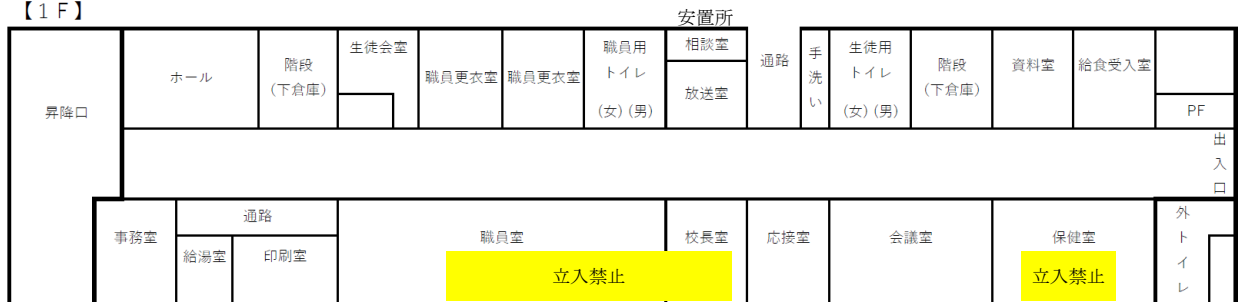 【１Ｆ】
安置所
昇降口
ホール
階段
(下倉庫)
生徒会室
職員更衣室
職員更衣室
職員用
トイレ
(女)(男)
相談室
放送室
通路
手洗い
生徒用
トイレ
(女)(男)
階段
(下倉庫)
資料室
給食受入室
PF
出入口
事務室
通路
給湯室
印刷室
職員室
校長室
立入禁止
応接室
会議室
保健室
立入禁止
外トイレ